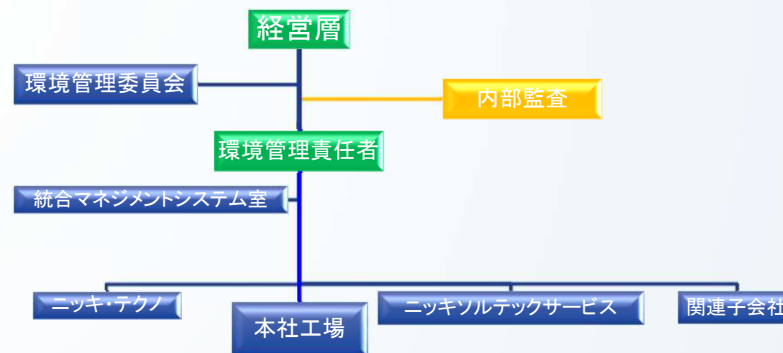 経営層
環境管理委員会
内部監査
環境管理責任者
統合マネジメントシステム室
ニッキ・テクノ
本社工場
ニッキソルテックサービス
関連子会社